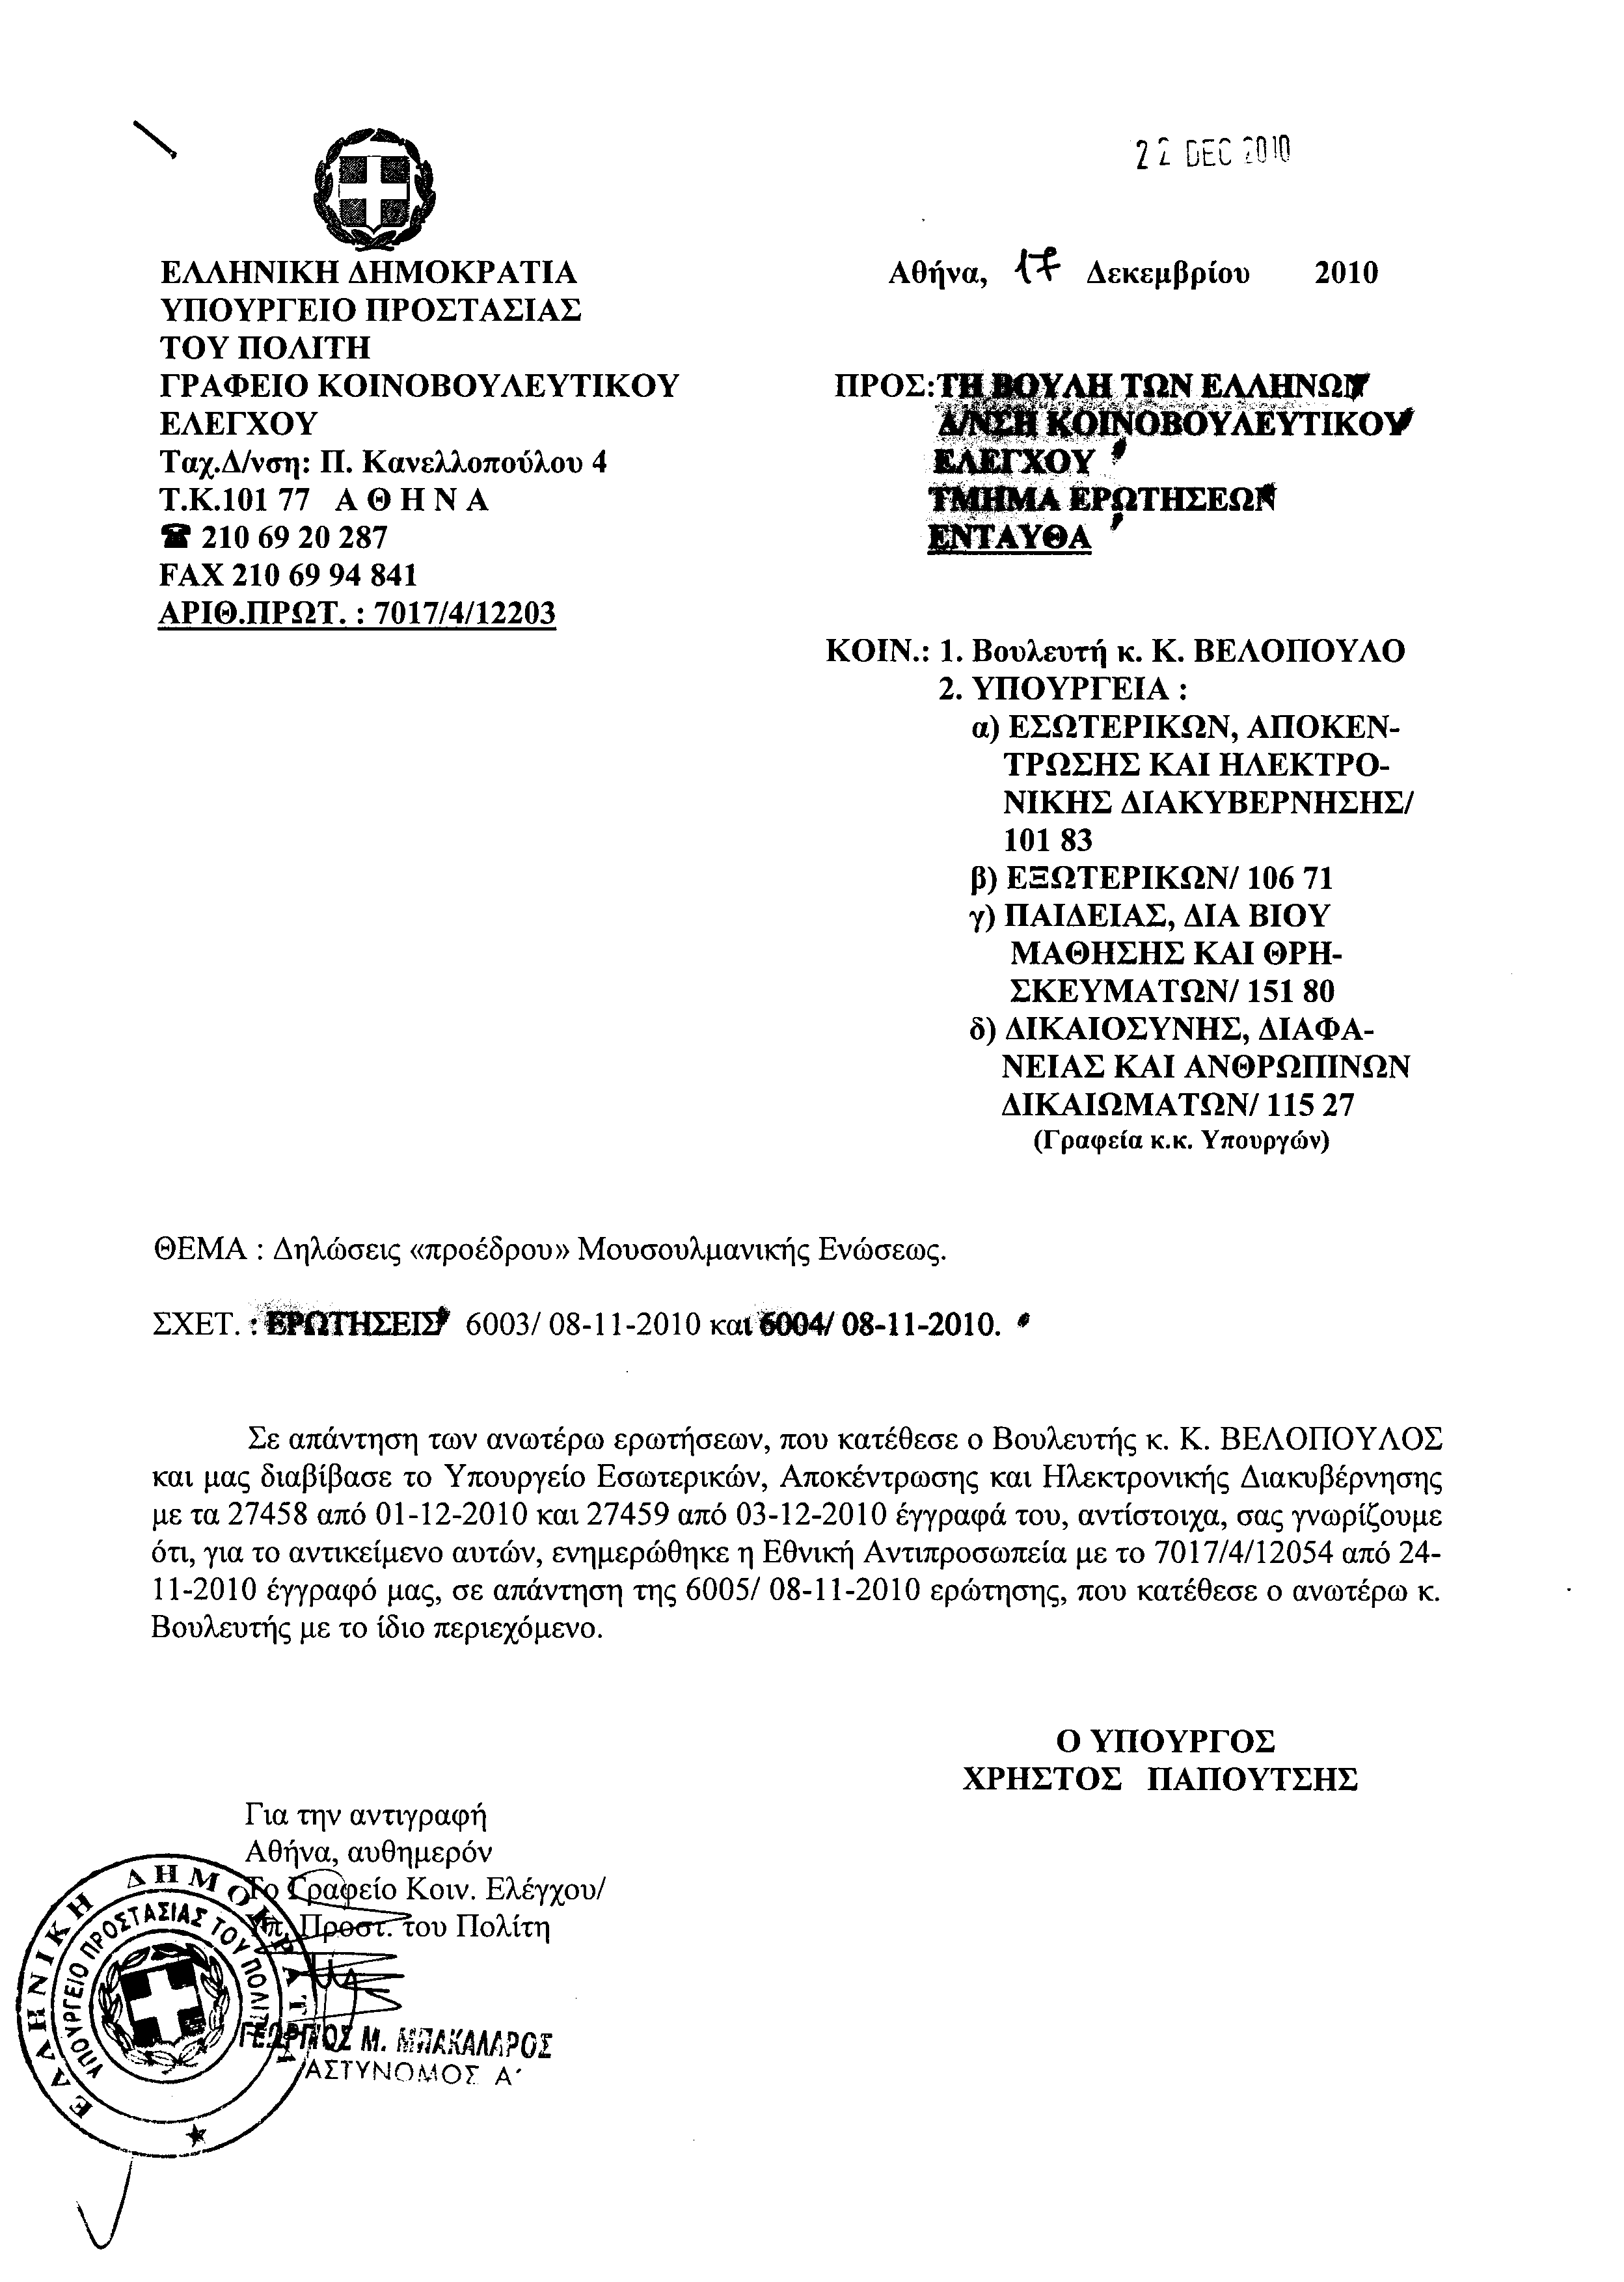 22 DEC 2010
ΕΛΛΗΝΙΚΗ ΔΗΜΟΚΡΑΤΙΑ
ΥΠΟΥΡΓΕΙΟ ΠΡΟΣΤΑΣΙΑΣ
ΤΟΥ ΠΟΛΙΤΗ
ΓΡΑΦΕΙΟ ΚΟΙΝΟΒΟΥΛΕΥΤΙΚΟΥ
ΕΛΕΓΧΟΥ
Ταχ.Δ/νση: Π. Κανελλοπούλου 4
Τ.Κ.101 77 Α Θ Η Ν Α
☎ 210 69 20 287
FAX 210 69 94 841
ΑΡΙΘ.ΠΡΩΤ. : 7017/4/12203
Αθήνα, 17 Δεκεμβρίου 2010
ΠΡΟΣ:ΤΗ ΒΟΥΛΗ ΤΩΝ ΕΛΛΗΝΩΝ
Δ/ΝΣΗ ΚΟΙΝΟΒΟΥΛΕΥΤΙΚΟΥ
ΕΛΕΓΧΟΥ
ΤΜΗΜΑ ΕΡΩΤΗΣΕΩΝ
ΕΝΤΑΥΘΑ
ΚΟΙΝ.: 1. Βουλευτή κ. Κ. ΒΕΛΟΠΟΥΛΟ
2. ΥΠΟΥΡΓΕΙΑ :
α) ΕΣΩΤΕΡΙΚΩΝ, ΑΠΟΚΕΝ-
ΤΡΩΣΗΣ ΚΑΙ ΗΛΕΚΤΡΟ-
ΝΙΚΗΣ ΔΙΑΚΥΒΕΡΝΗΣΗΣ/
101 83
β) ΕΞΩΤΕΡΙΚΩΝ/ 106 71
γ) ΠΑΙΔΕΙΑΣ, ΔΙΑ ΒΙΟΥ
ΜΑΘΗΣΗΣ ΚΑΙ ΘΡΗ-
ΣΚΕΥΜΑΤΩΝ/ 151 80
δ) ΔΙΚΑΙΟΣΥΝΗΣ, ΔΙΑΦΑ-
ΝΕΙΑΣ ΚΑΙ ΑΝΘΡΩΠΙΝΩΝ
ΔΙΚΑΙΩΜΑΤΩΝ/ 115 27
(Γραφεία κ.κ. Υπουργών)
ΘΕΜΑ : Δηλώσεις «προέδρου» Μουσουλμανικής Ενώσεως.
ΣΧΕΤ. : ΕΡΩΤΗΣΕΙΣ 6003/ 08-11-2010 και 6004/ 08-11-2010.
Σε απάντηση των ανωτέρω ερωτήσεων, που κατέθεσε ο Βουλευτής κ. Κ. ΒΕΛΟΠΟΥΛΟΣ
και μας διαβίβασε το Υπουργείο Εσωτερικών, Αποκέντρωσης και Ηλεκτρονικής Διακυβέρνησης
με τα 27458 από 01-12-2010 και 27459 από 03-12-2010 έγγραφά του, αντίστοιχα, σας γνωρίζουμε
ότι, για το αντικείμενο αυτών, ενημερώθηκε η Εθνική Αντιπροσωπεία με το 7017/4/12054 από 24-
11-2010 έγγραφό μας, σε απάντηση της 6005/ 08-11-2010 ερώτησης, που κατέθεσε ο ανωτέρω κ.
Βουλευτής με το ίδιο περιεχόμενο.
Ο ΥΠΟΥΡΓΟΣ
ΧΡΗΣΤΟΣ ΠΑΠΟΥΤΣΗΣ
Για την αντιγραφή
Αθήνα, αυθημερόν
Το Γραφείο Κοιν. Ελέγχου/
Υπ. Προστ. του Πολίτη
ΕΛΛΗΝΙΚΗ ΔΗΜΟΚΡΑΤΙΑ
ΥΠΟΥΡΓΕΙΟ ΠΡΟΣΤΑΣΙΑΣ ΤΟΥ ΠΟΛΙΤΗ
ΓΕΩΡΓΙΟΣ Μ. ΜΠΑΚΑΛΑΡΟΣ
ΑΣΤΥΝΟΜΟΣ Α΄